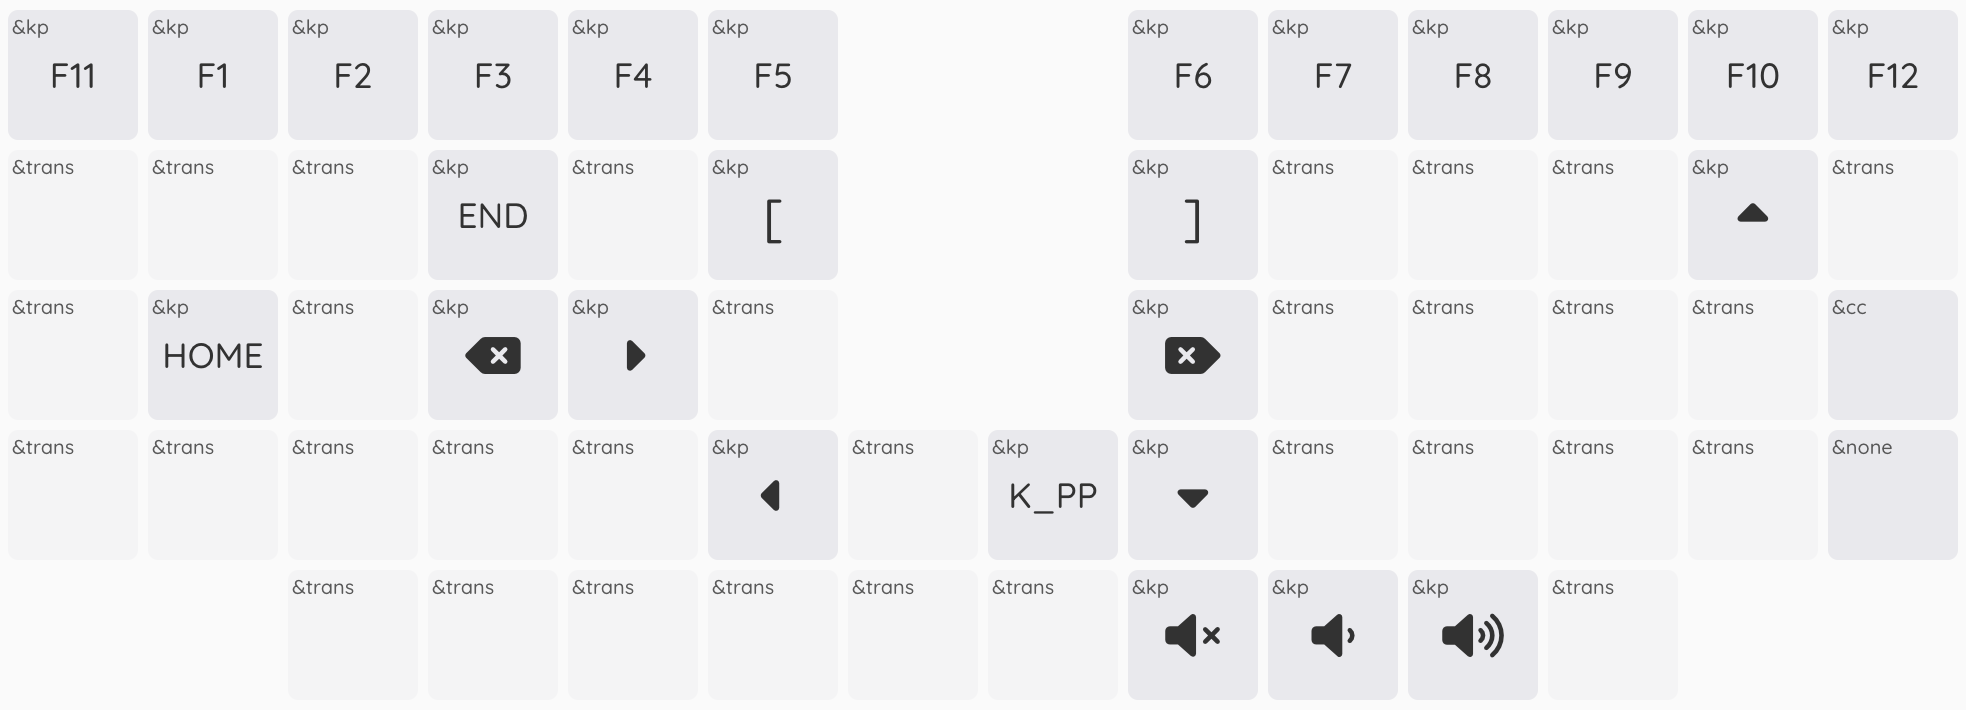 &kp &kp &kp &kp &kp &kp &kp &kp &kp &kp &kp &kp
F11 F1 F2 F3 F4 F5 F6 F7 F8 F9 F10 F12
&trans &trans &trans &kp &trans &kp &kp &trans &trans &trans &kp &trans
END [ ]
&trans &kp &trans &kp &kp &trans &kp &trans &trans &trans &trans &cc
HOME
&trans &trans &trans &trans &trans &kp &trans &kp &kp &trans &trans &trans &trans &none
K_PP
&trans &trans &trans &trans &trans &trans &kp &kp &kp &trans